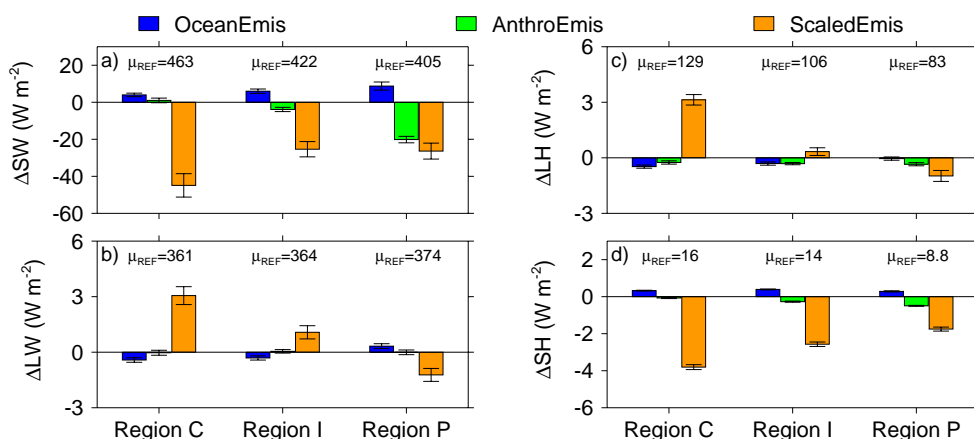 OceanEmis AnthroEmis ScaledEmis
a) μREF=463 μREF=422 μREF=405
ΔSW (W m-2)
20
0
-20
-40
-60
c) μREF=129 μREF=106 μREF=83
ΔLH (W m-2)
6
3
0
-3
b) μREF=361 μREF=364 μREF=374
ΔLW (W m-2)
6
3
0
-3
Region C Region I Region P
d) μREF=16 μREF=14 μREF=8.8
ΔSH (W m-2)
2
0
-2
-4
-6
Region C Region I Region P